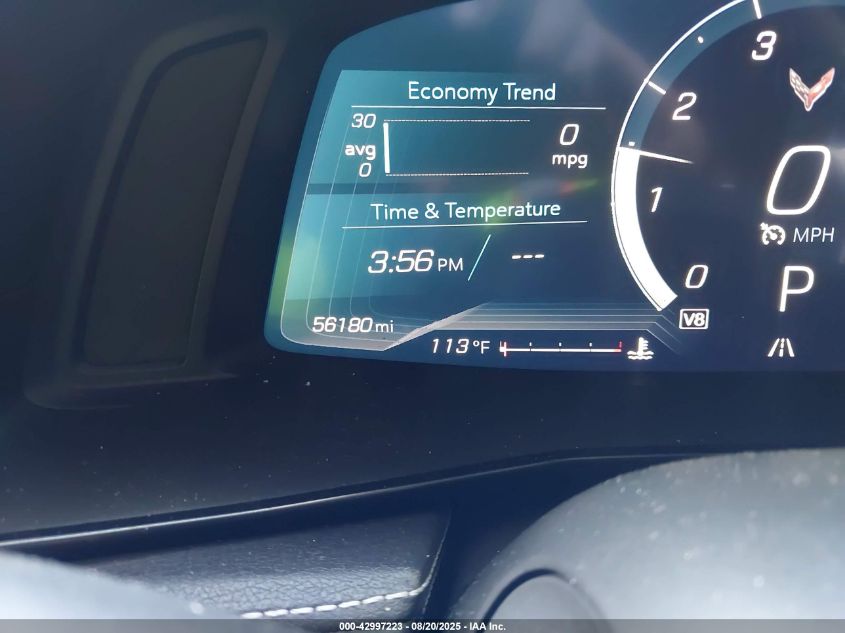 Economy Trend
30
avg
0
0
mpg
Time & Temperature
3:56 PM / ---
56180 mi
113°F
3
2
1
0
0
MPH
P
V8
000-42997223 - 08/20/2025 - IAA Inc.